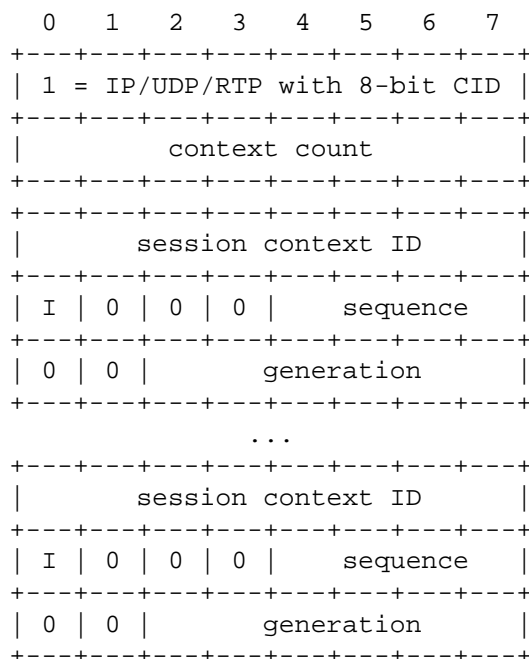 0   1   2   3   4   5   6   7
+---+---+---+---+---+---+---+---+
| 1 = IP/UDP/RTP with 8-bit CID |
+---+---+---+---+---+---+---+---+
|         context count         |
+---+---+---+---+---+---+---+---+
+---+---+---+---+---+---+---+---+
|       session context ID      |
+---+---+---+---+---+---+---+---+
| I | 0 | 0 | 0 |    sequence   |
+---+---+---+---+---+---+---+---+
| 0 | 0 |       generation      |
+---+---+---+---+---+---+---+---+
               ...
+---+---+---+---+---+---+---+---+
|       session context ID      |
+---+---+---+---+---+---+---+---+
| I | 0 | 0 | 0 |    sequence   |
+---+---+---+---+---+---+---+---+
| 0 | 0 |       generation      |
+---+---+---+---+---+---+---+---+